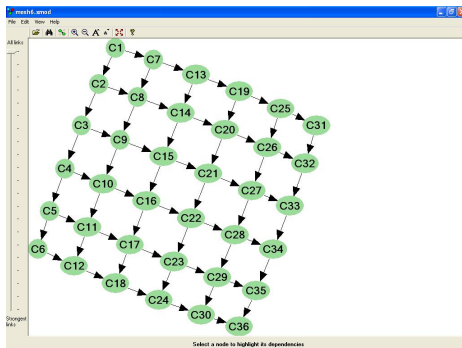 mesh6.xmod
File Edit View Help
All links
Strongest links
C1
C7
C13
C19
C25
C31
C2
C8
C14
C20
C26
C32
C3
C9
C15
C21
C27
C33
C4
C10
C16
C22
C28
C34
C5
C11
C17
C23
C29
C35
C6
C12
C18
C24
C30
C36
Select a node to highlight its dependencies